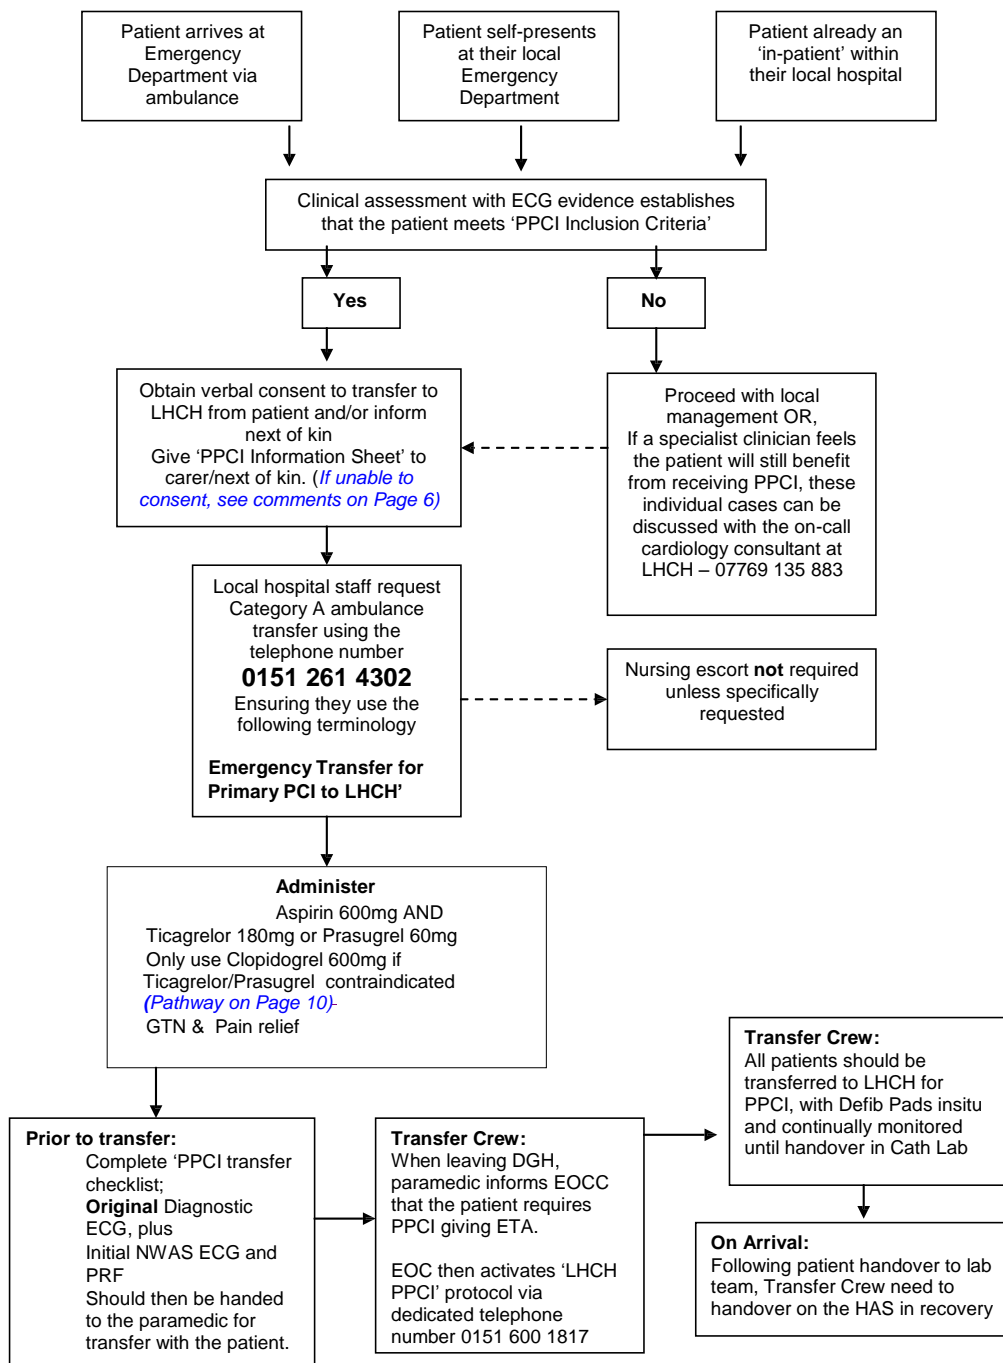 Patient arrives at
Emergency
Department via
ambulance
Patient self-presents
at their local
Emergency
Department
Patient already an
‘in-patient’ within
their local hospital
Clinical assessment with ECG evidence establishes
that the patient meets ‘PPCI Inclusion Criteria’
Yes
No
Obtain verbal consent to transfer to
LHCH from patient and/or inform
next of kin
Give ‘PPCI Information Sheet’ to
carer/next of kin. (If unable to
consent, see comments on Page 6)
Proceed with local
management OR,
If a specialist clinician feels
the patient will still benefit
from receiving PPCI, these
individual cases can be
discussed with the on-call
cardiology consultant at
LHCH – 07769 135 883
Local hospital staff request
Category A ambulance
transfer using the
telephone number
0151 261 4302
Ensuring they use the
following terminology
Emergency Transfer for
Primary PCI to LHCH’
Nursing escort not required
unless specifically
requested
Administer
Aspirin 600mg AND
Ticagrelor 180mg or Prasugrel 60mg
Only use Clopidogrel 600mg if
Ticagrelor/Prasugrel contraindicated
(Pathway on Page 10)-
GTN & Pain relief
Prior to transfer:
Complete ‘PPCI transfer
checklist;
Original Diagnostic
ECG, plus
Initial NWAS ECG and
PRF
Should then be handed
to the paramedic for
transfer with the patient.
Transfer Crew:
When leaving DGH,
paramedic informs EOCC
that the patient requires
PPCI giving ETA.
EOC then activates ‘LHCH
PPCI’ protocol via
dedicated telephone
number 0151 600 1817
Transfer Crew:
All patients should be
transferred to LHCH for
PPCI, with Defib Pads insitu
and continually monitored
until handover in Cath Lab
On Arrival:
Following patient handover to lab
team, Transfer Crew need to
handover on the HAS in recovery